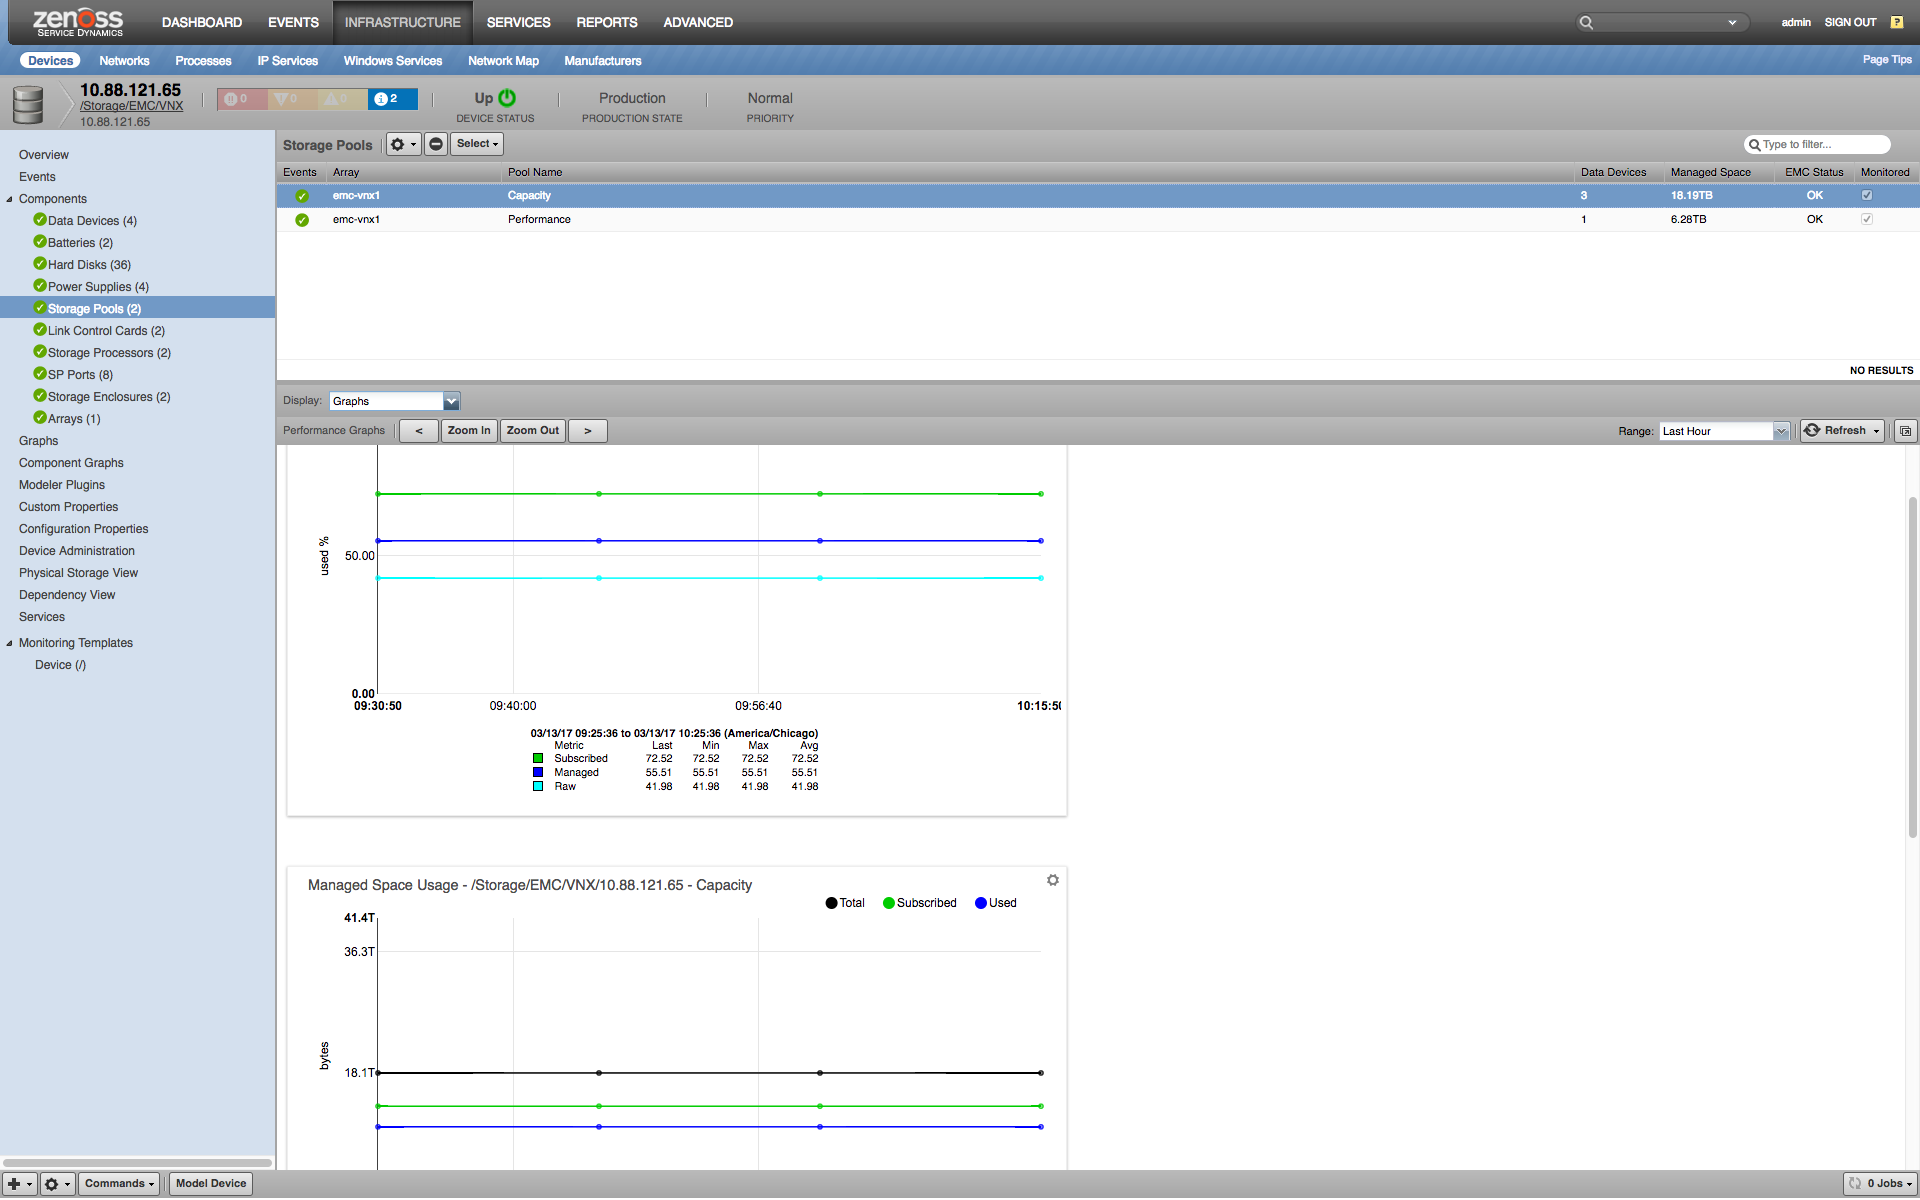 zenoss
SERVICE DYNAMICS
DASHBOARD EVENTS INFRASTRUCTURE SERVICES REPORTS ADVANCED
admin SIGN OUT ?
Devices Networks Processes IP Services Windows Services Network Map Manufacturers
Page Tips
10.88.121.65
/Storage/EMC/VNX
10.88.121.65
0 0 0 2
Up
DEVICE STATUS
Production
PRODUCTION STATE
Normal
PRIORITY
Overview
Events
Components
Data Devices (4)
Batteries (2)
Hard Disks (36)
Power Supplies (4)
Storage Pools (2)
Link Control Cards (2)
Storage Processors (2)
SP Ports (8)
Storage Enclosures (2)
Arrays (1)
Graphs
Component Graphs
Modeler Plugins
Custom Properties
Configuration Properties
Device Administration
Physical Storage View
Dependency View
Services
Monitoring Templates
Device (/)
Storage Pools Select Type to filter...
Events Array Pool Name Data Devices Managed Space EMC Status Monitored
emc-vnx1 Capacity 3 18.19TB OK
emc-vnx1 Performance 1 6.28TB OK
NO RESULTS
Display: Graphs
Performance Graphs < Zoom In Zoom Out > Range: Last Hour Refresh
used %
50.00
0.00
09:30:50 09:40:00 09:56:40 10:15:50
03/13/17 09:25:36 to 03/13/17 10:25:36 (America/Chicago)
Metric Last Min Max Avg
Subscribed 72.52 72.52 72.52 72.52
Managed 55.51 55.51 55.51 55.51
Raw 41.98 41.98 41.98 41.98
Managed Space Usage - /Storage/EMC/VNX/10.88.121.65 - Capacity
Total Subscribed Used
41.4T
36.3T
bytes
18.1T
Commands Model Device
0 Jobs